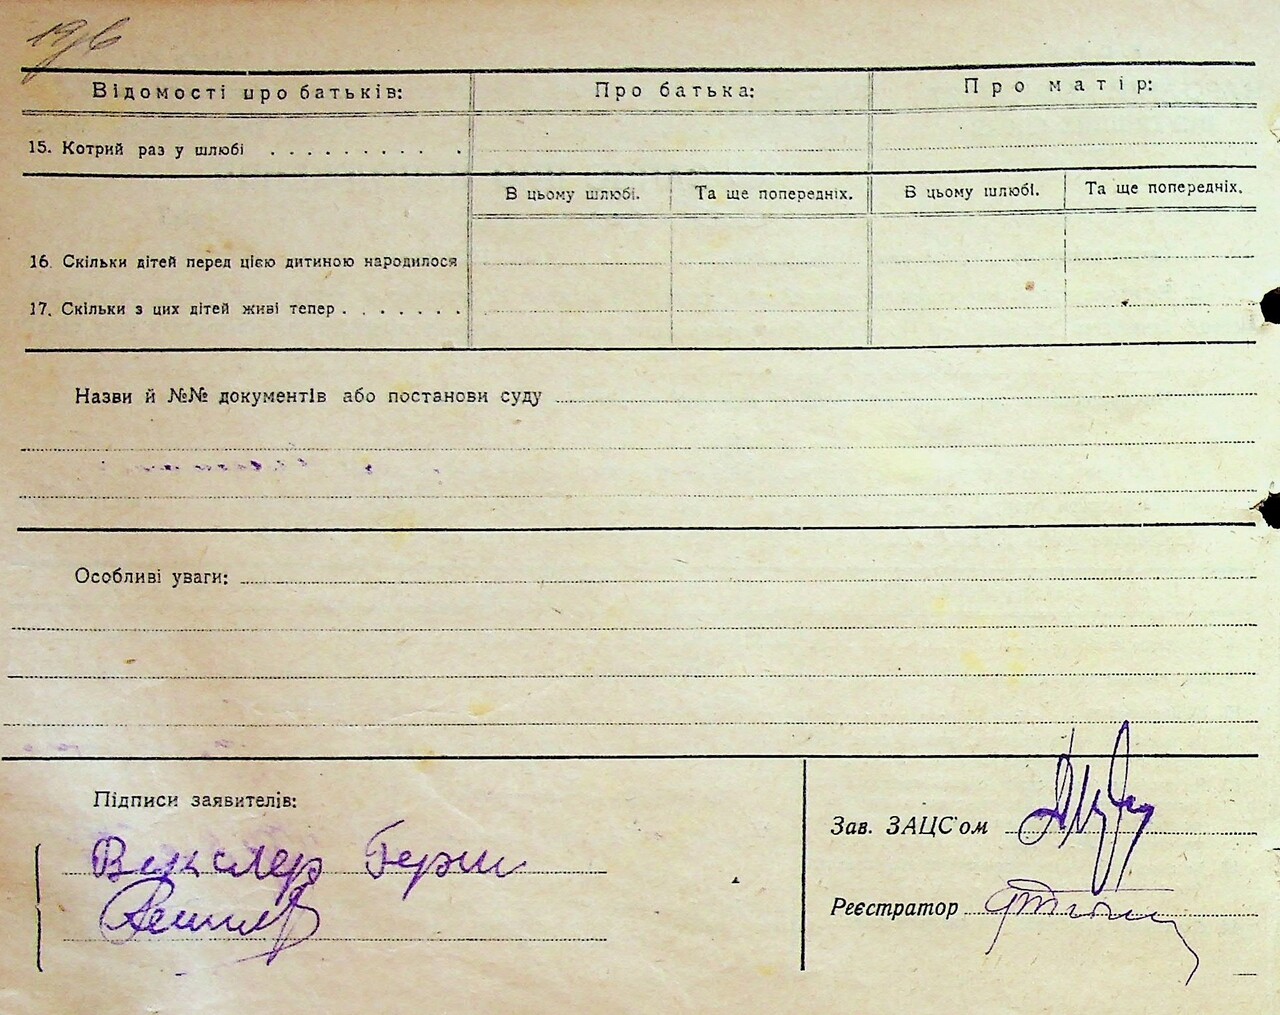 196
Відомості про батьків: Про батька: Про матір:
15. Котрий раз у шлюбі . . . . . . . . . .
В цьому шлюбі. Та ще попередніх. В цьому шлюбі. Та ще попередніх.
16. Скільки дітей перед цією дитиною народилося
17. Скільки з цих дітей живі тепер . . . . . . .
Назви й №№ документів або постанови суду
Особливі уваги:
Підписи заявителів:
Зав. ЗАЦС'ом
Векслер Герш
Реєстратор